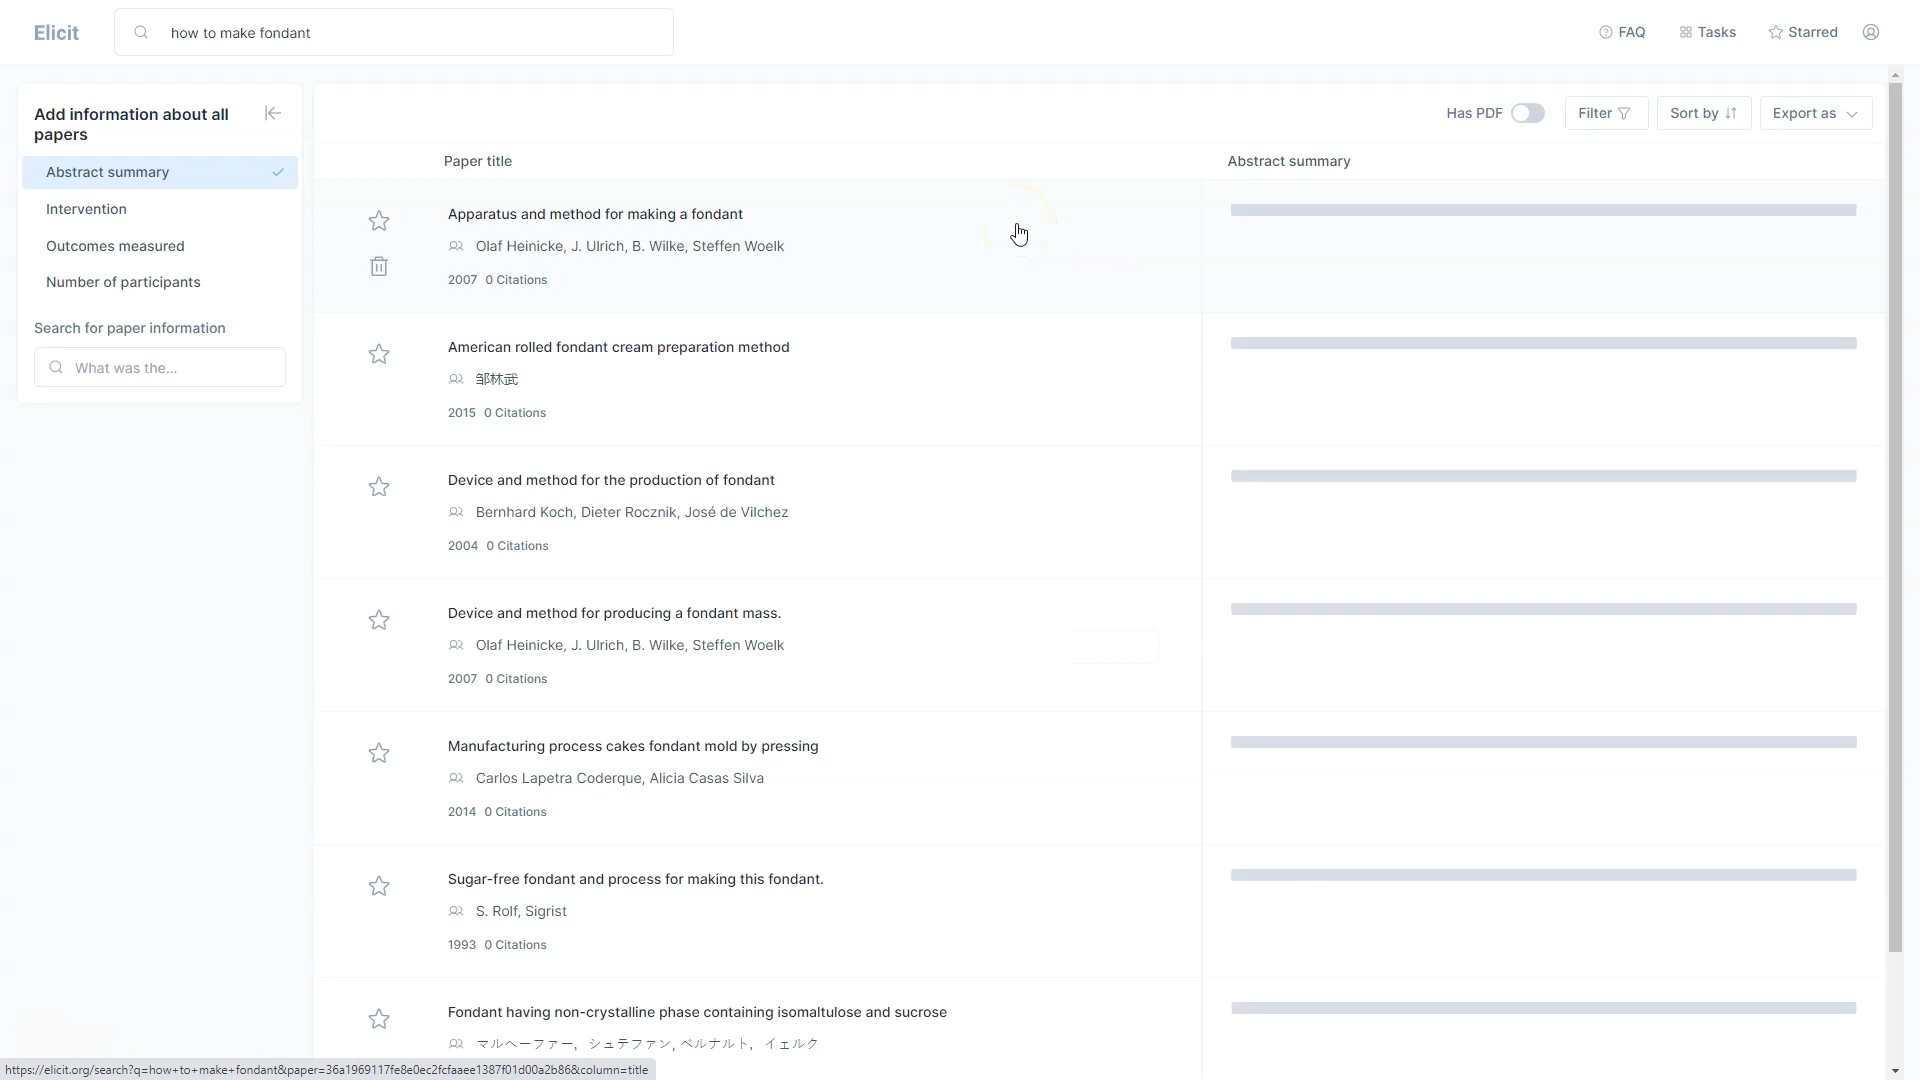 Elicit
how to make fondant
FAQ
Tasks
Starred
Add information about all
papers
Abstract summary
Intervention
Outcomes measured
Number of participants
Search for paper information
What was the...
Has PDF
Filter
Sort by
Export as
Paper title
Abstract summary
Apparatus and method for making a fondant
Olaf Heinicke, J. Ulrich, B. Wilke, Steffen Woelk
2007 0 Citations
American rolled fondant cream preparation method
邹林武
2015 0 Citations
Device and method for the production of fondant
Bernhard Koch, Dieter Rocznik, José de Vilchez
2004 0 Citations
Device and method for producing a fondant mass.
Olaf Heinicke, J. Ulrich, B. Wilke, Steffen Woelk
2007 0 Citations
Manufacturing process cakes fondant mold by pressing
Carlos Lapetra Coderque, Alicia Casas Silva
2014 0 Citations
Sugar-free fondant and process for making this fondant.
S. Rolf, Sigrist
1993 0 Citations
Fondant having non-crystalline phase containing isomaltulose and sucrose
マルヘーファー，シュテファン, ベルナルト，イェルク
https://elicit.org/search?q=how+to+make+fondant&paper=36a1969117fe8e0ec2fcfaaee1387f01d00a2b86&column=title